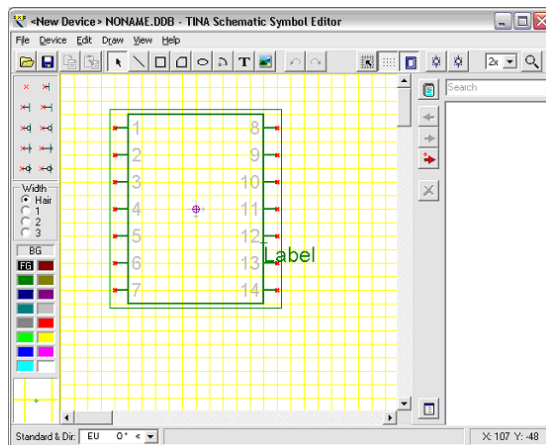 <New Device> NONAME.DDB - TINA Schematic Symbol Editor
File Device Edit Draw View Help
T 2x
Search
1 8
2 9
3 10
4 11
5 12
Label
6 13
7 14
Width
Hair
1
2
3
BG
FG
Standard & Dir: EU 0° < X: 107 Y: -48